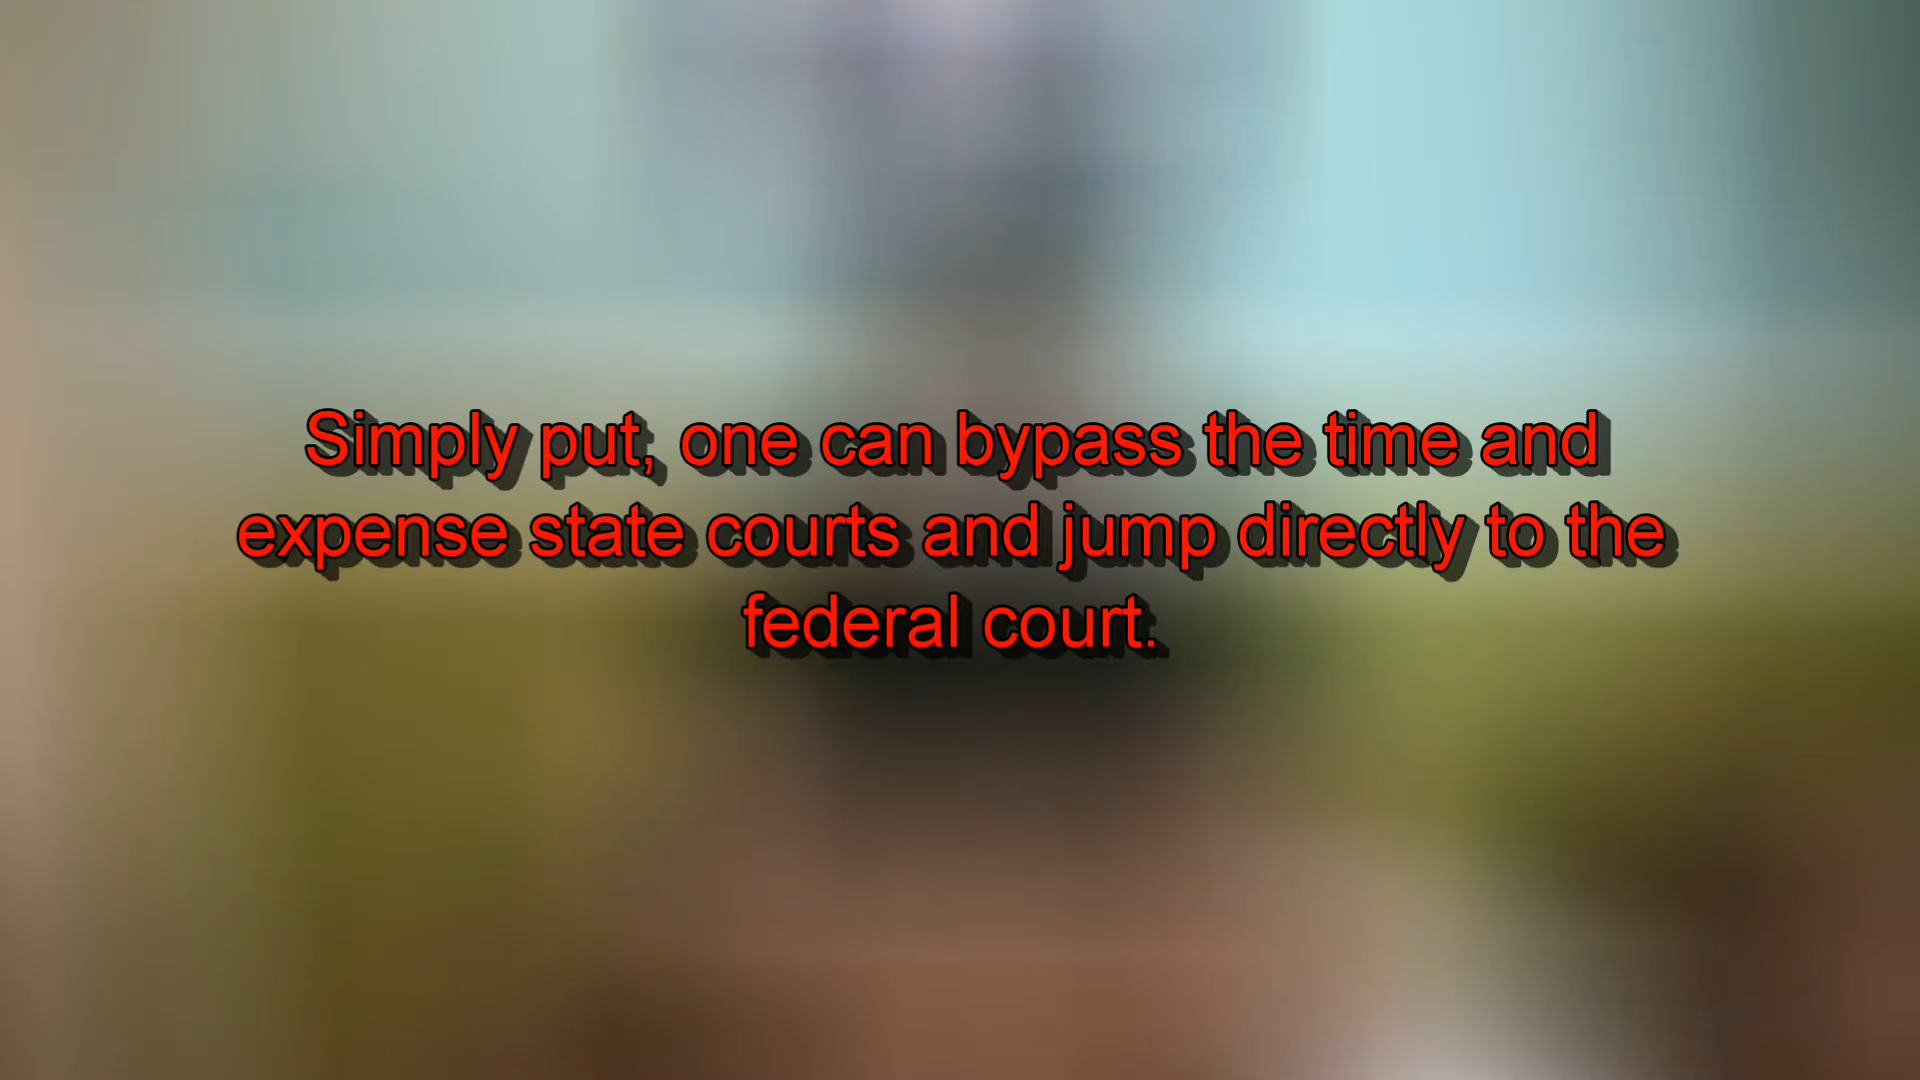 Simply put, one can bypass the time and
expense state courts and jump directly to the
federal court.